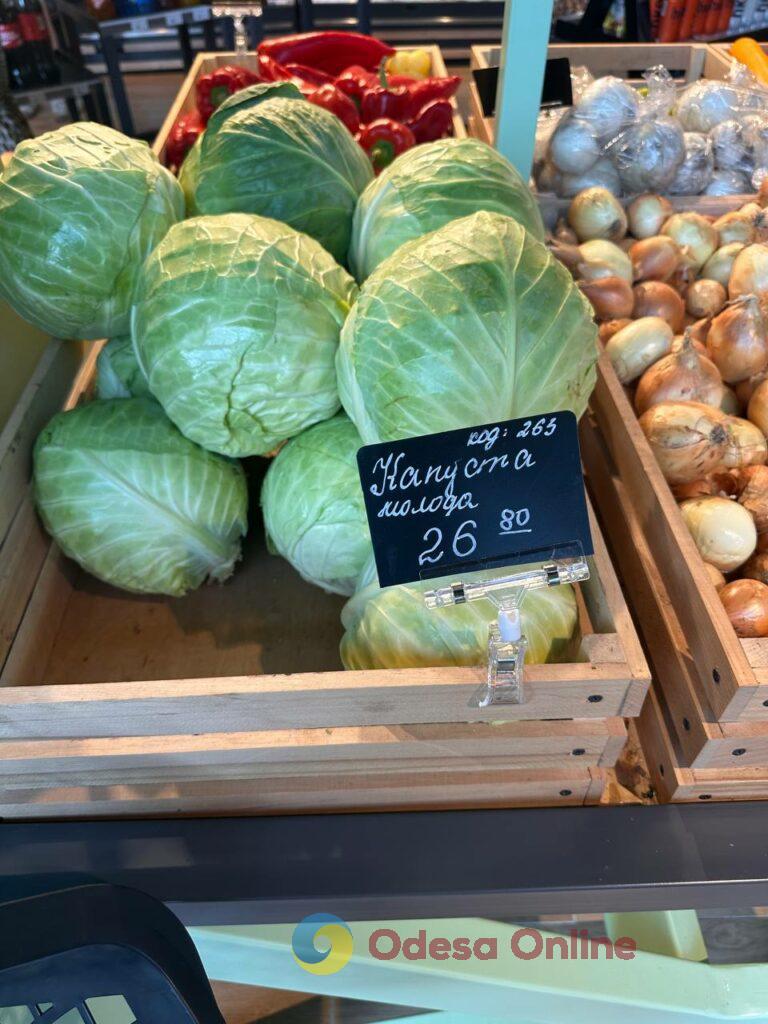 код: 263
Капуста
молода
26 80
Odesa Online